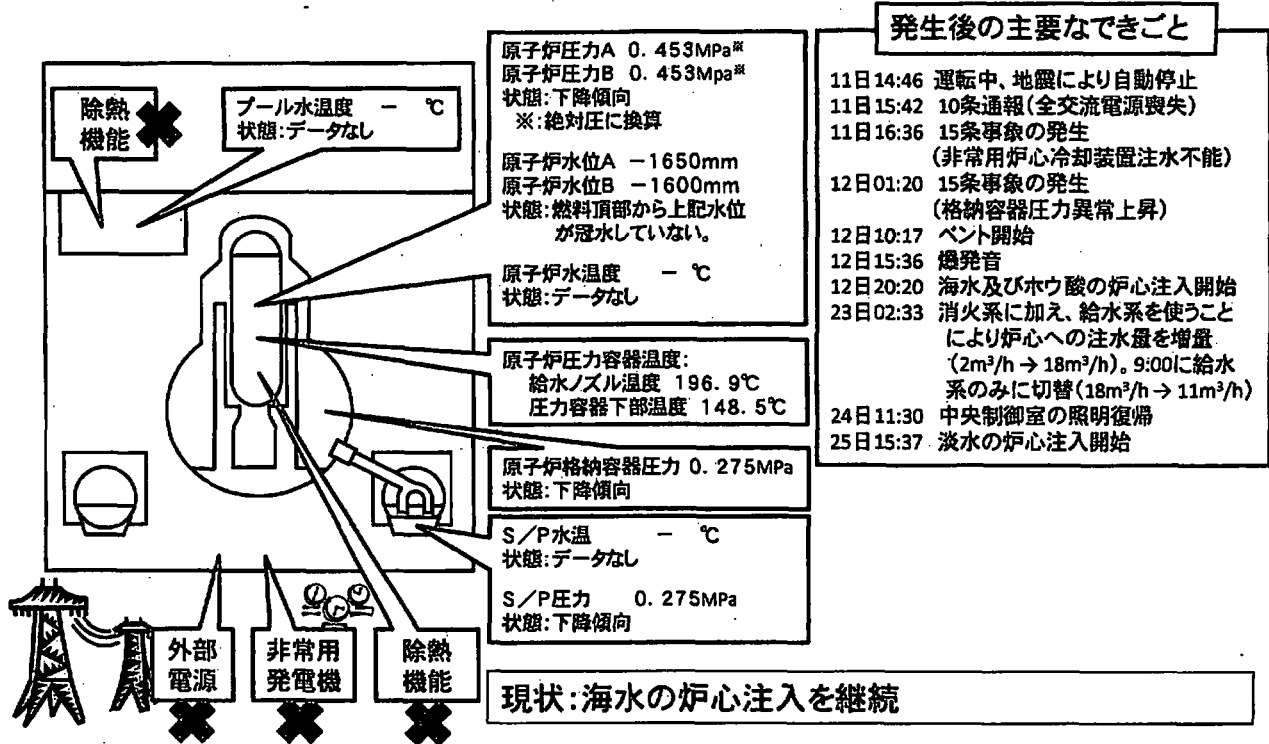 除熱
機能
プール水温度 － ℃
状態:データなし
原子炉圧力A 0.453MPa※
原子炉圧力B 0.453Mpa※
状態:下降傾向
※:絶対圧に換算
原子炉水位A －1650mm
原子炉水位B －1600mm
状態:燃料頂部から上記水位
が冠水していない。
原子炉水温度 － ℃
状態:データなし
原子炉圧力容器温度:
給水ノズル温度 196.9℃
圧力容器下部温度 148.5℃
原子炉格納容器圧力 0.275MPa
状態:下降傾向
S／P水温 － ℃
状態:データなし
S／P圧力 0.275MPa
状態:下降傾向
外部
電源
非常用
発電機
除熱
機能
発生後の主要なできごと
11日14:46 運転中、地震により自動停止
11日15:42 10条通報(全交流電源喪失)
11日16:36 15条事象の発生
(非常用炉心冷却装置注水不能)
12日01:20 15条事象の発生
(格納容器圧力異常上昇)
12日10:17 ベント開始
12日15:36 爆発音
12日20:20 海水及びホウ酸の炉心注入開始
23日02:33 消火系に加え、給水系を使うこと
により炉心への注水量を増量
(2m³/h → 18m³/h)。9:00に給水
系のみに切替(18m³/h → 11m³/h)
24日11:30 中央制御室の照明復帰
25日15:37 淡水の炉心注入開始
現状:海水の炉心注入を継続